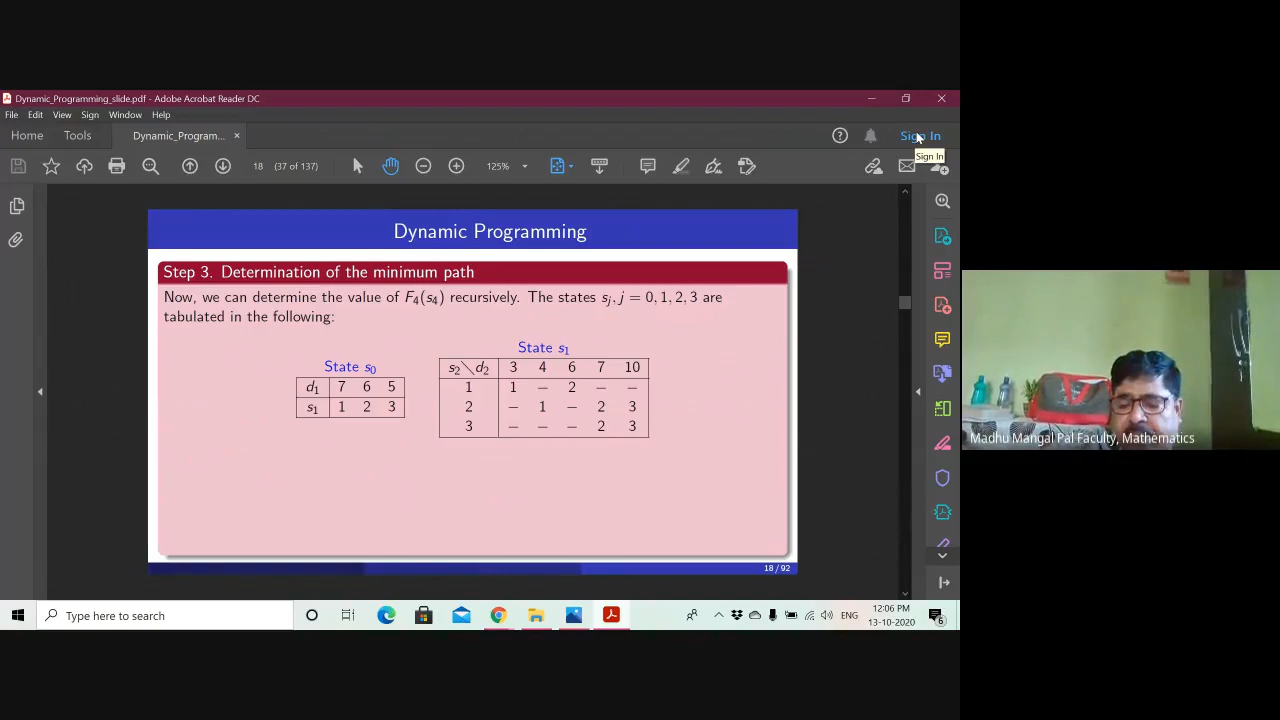 Dynamic_Programming_slide.pdf - Adobe Acrobat Reader DC
File Edit View Sign Window Help
Home Tools Dynamic_Program... × Sign In
18 (37 of 137) 125% Sign In
Dynamic Programming
Step 3. Determination of the minimum path
Now, we can determine the value of F₄(s₄) recursively. The states sⱼ, j = 0, 1, 2, 3 are
tabulated in the following:
State s₀
d₁ 7 6 5
s₁ 1 2 3
State s₁
s₂\d₂ 3 4 6 7 10
1 1 – 2 – –
2 – 1 – 2 3
3 – – – 2 3
18 / 92
Madhu Mangal Pal Faculty, Mathematics
Type here to search
ENG
12:06 PM
13-10-2020
6